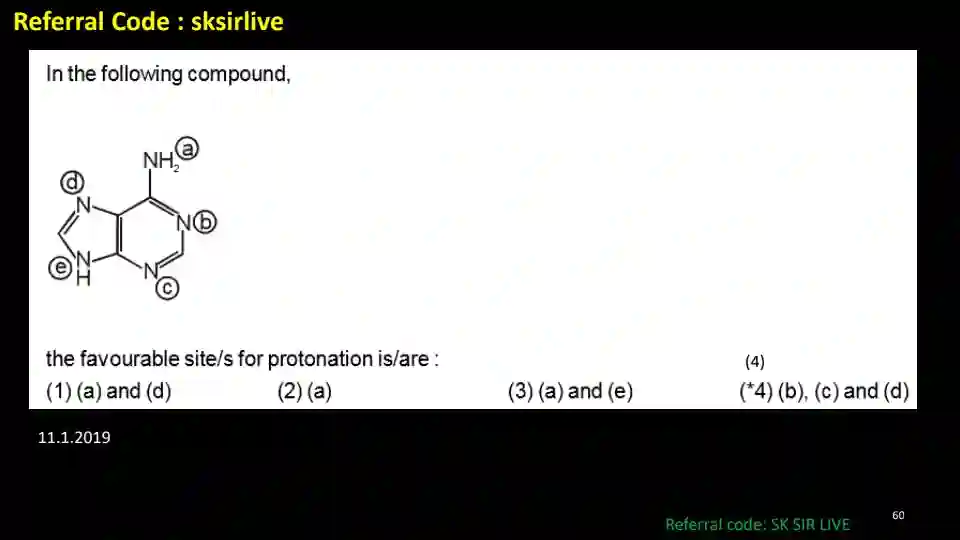 Referral Code : sksirlive
In the following compound,
NH2 a
d
N
N b
e N
H
N
c
the favourable site/s for protonation is/are :
(4)
(1) (a) and (d) (2) (a) (3) (a) and (e) (*4) (b), (c) and (d)
11.1.2019
Referral code: SK SIR LIVE
60